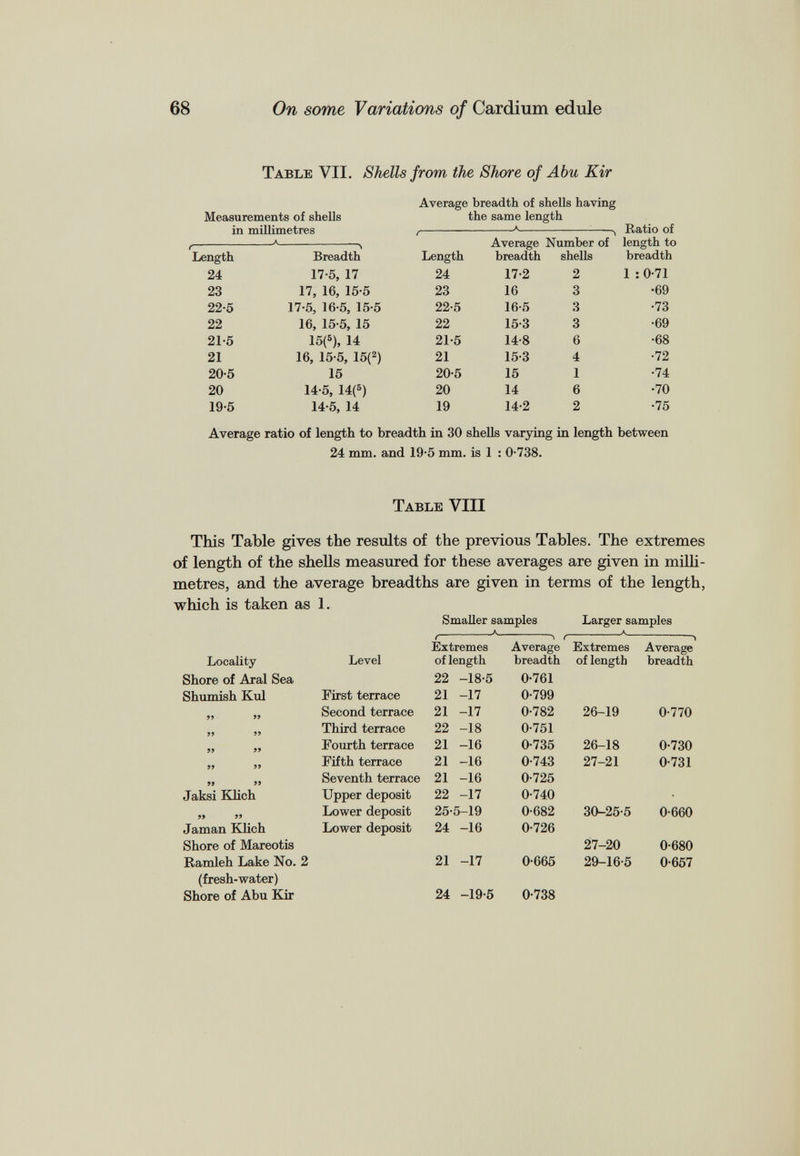 68 On some Variations of Cardium edule
TABLE VII. Shells from the Shore of Abu Kir
Average breadth of shells having
Measurements of shells the same length
in millimetres Ratio of
Average Number of length to
Length Breadth Length breadth shells breadth
24 17·5, 17 24 17·2 2 1 : 0·71
23 17, 16, 15·5 23 16 3 ·69
22·5 17·5, 16·5, 15·5 22·5 16·5 3 ·73
22 16, 15·5, 15 22 15·3 3 ·69
21·5 15(⁵), 14 21·5 14·8 6 ·68
21 16, 15·5, 15(²) 21 15·3 4 ·72
20·5 15 20·5 15 1 ·74
20 14·5, 14(⁵) 20 14 6 ·70
19·5 14·5, 14 19 14·2 2 ·75
Average ratio of length to breadth in 30 shells varying in length between
24 mm. and 19·5 mm. is 1 : 0·738.
TABLE VIII
This Table gives the results of the previous Tables. The extremes
of length of the shells measured for these averages are given in milli-
metres, and the average breadths are given in terms of the length,
which is taken as 1.
Smaller samples Larger samples
Extremes Average Extremes Average
Locality Level of length breadth of length breadth
Shore of Aral Sea 22 -18·5 0·761
Shumish Kul First terrace 21 -17 0·799
„ „ Second terrace 21 -17 0·782 26–19 0·770
„ „ Third terrace 22 -18 0·751
„ „ Fourth terrace 21 -16 0·735 26–18 0·730
„ „ Fifth terrace 21 -16 0·743 27–21 0·731
„ „ Seventh terrace 21 -16 0·725
Jaksi Klich Upper deposit 22 -17 0·740
„ „ Lower deposit 25·5-19 0·682 30–25·5 0·660
Jaman Klich Lower deposit 24 -16 0·726
Shore of Mareotis 27–20 0·680
Ramleh Lake No. 2 21 -17 0·665 29–16·5 0·657
(fresh-water)
Shore of Abu Kir 24 -19·5 0·738